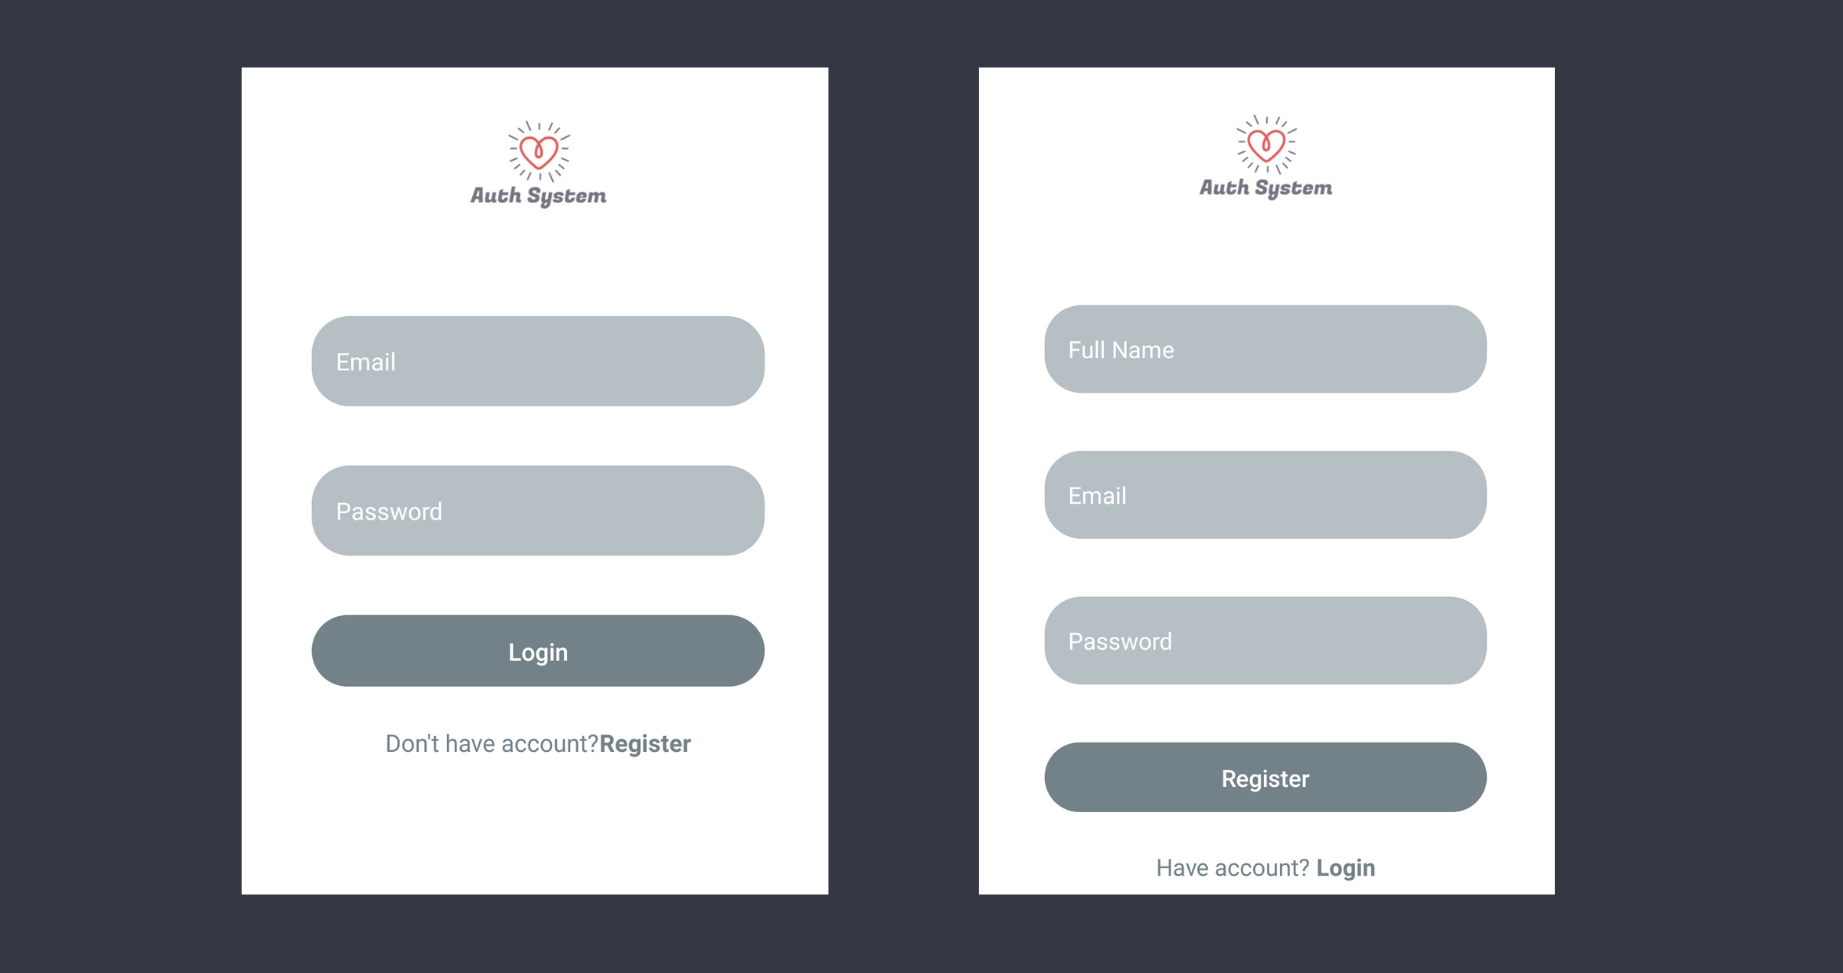 Auth System
Email
Password
Login
Don't have account?Register
Auth System
Full Name
Email
Password
Register
Have account? Login